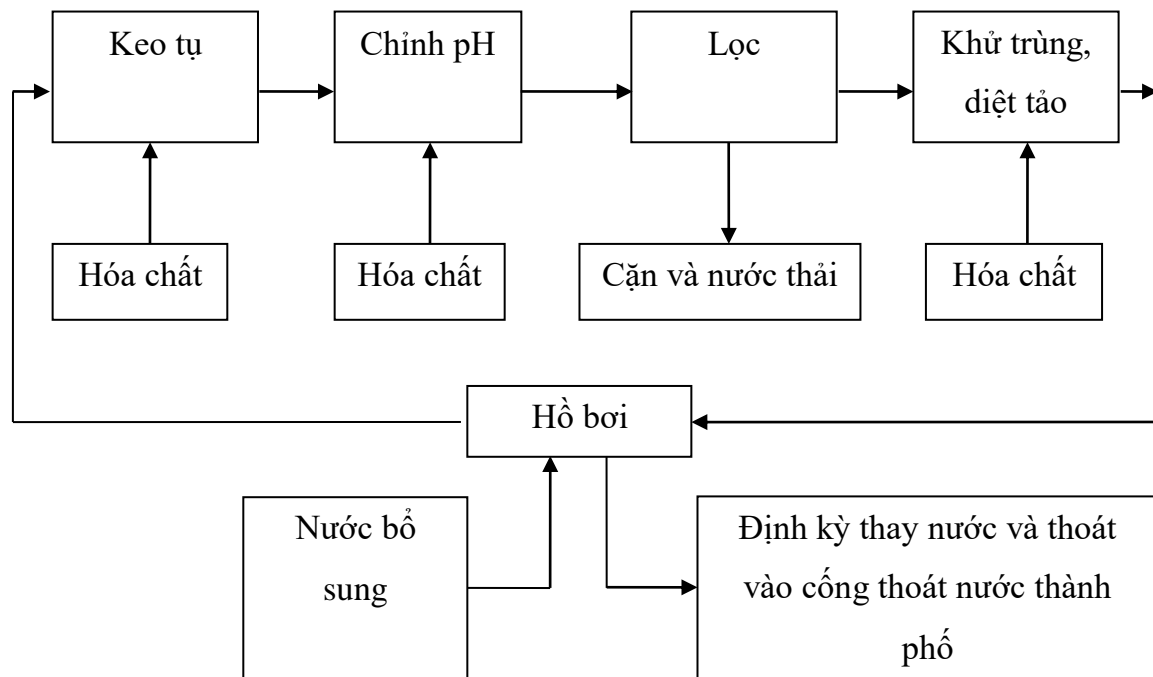 Keo tụ
Chỉnh pH
Lọc
Khử trùng,
diệt tảo
Hóa chất
Hóa chất
Cặn và nước thải
Hóa chất
Hồ bơi
Nước bổ
sung
Định kỳ thay nước và thoát
vào cống thoát nước thành
phố